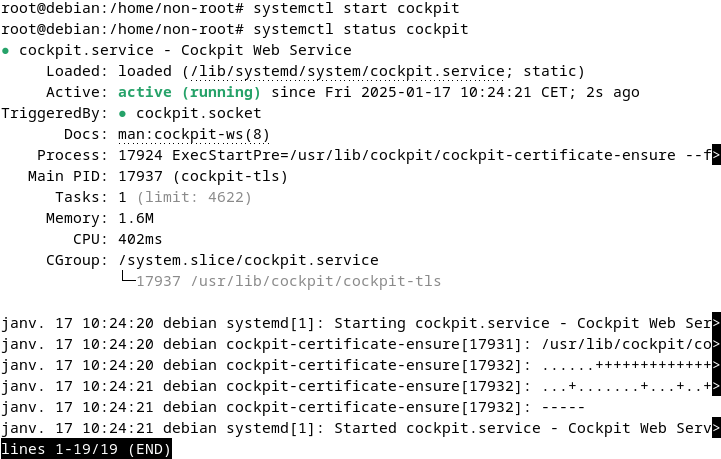 root@debian:/home/non-root# systemctl start cockpit
root@debian:/home/non-root# systemctl status cockpit
● cockpit.service - Cockpit Web Service
     Loaded: loaded (/lib/systemd/system/cockpit.service; static)
     Active: active (running) since Fri 2025-01-17 10:24:21 CET; 2s ago
TriggeredBy: ● cockpit.socket
       Docs: man:cockpit-ws(8)
    Process: 17924 ExecStartPre=/usr/lib/cockpit/cockpit-certificate-ensure --f>
   Main PID: 17937 (cockpit-tls)
      Tasks: 1 (limit: 4622)
     Memory: 1.6M
        CPU: 402ms
     CGroup: /system.slice/cockpit.service
             └─17937 /usr/lib/cockpit/cockpit-tls

janv. 17 10:24:20 debian systemd[1]: Starting cockpit.service - Cockpit Web Ser>
janv. 17 10:24:20 debian cockpit-certificate-ensure[17931]: /usr/lib/cockpit/co>
janv. 17 10:24:20 debian cockpit-certificate-ensure[17932]: ......+++++++++++++>
janv. 17 10:24:21 debian cockpit-certificate-ensure[17932]: ...+.......+...+..+>
janv. 17 10:24:21 debian cockpit-certificate-ensure[17932]: -----
janv. 17 10:24:21 debian systemd[1]: Started cockpit.service - Cockpit Web Serv>
lines 1-19/19 (END)